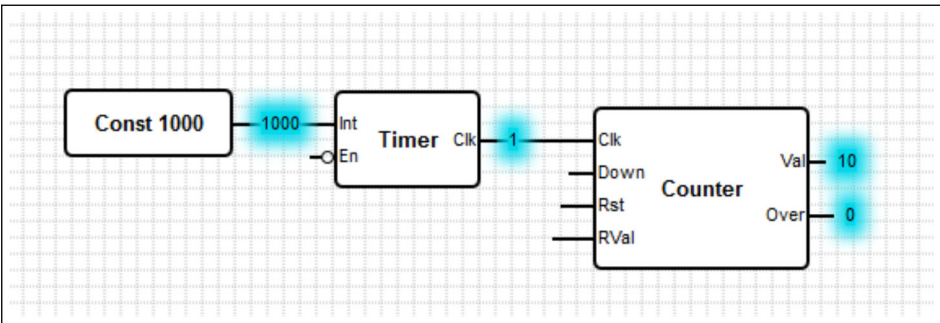 Const 1000
1000
Int
En
Timer
Clk
1
Clk
Down
Rst
RVal
Counter
Val
Over
10
0